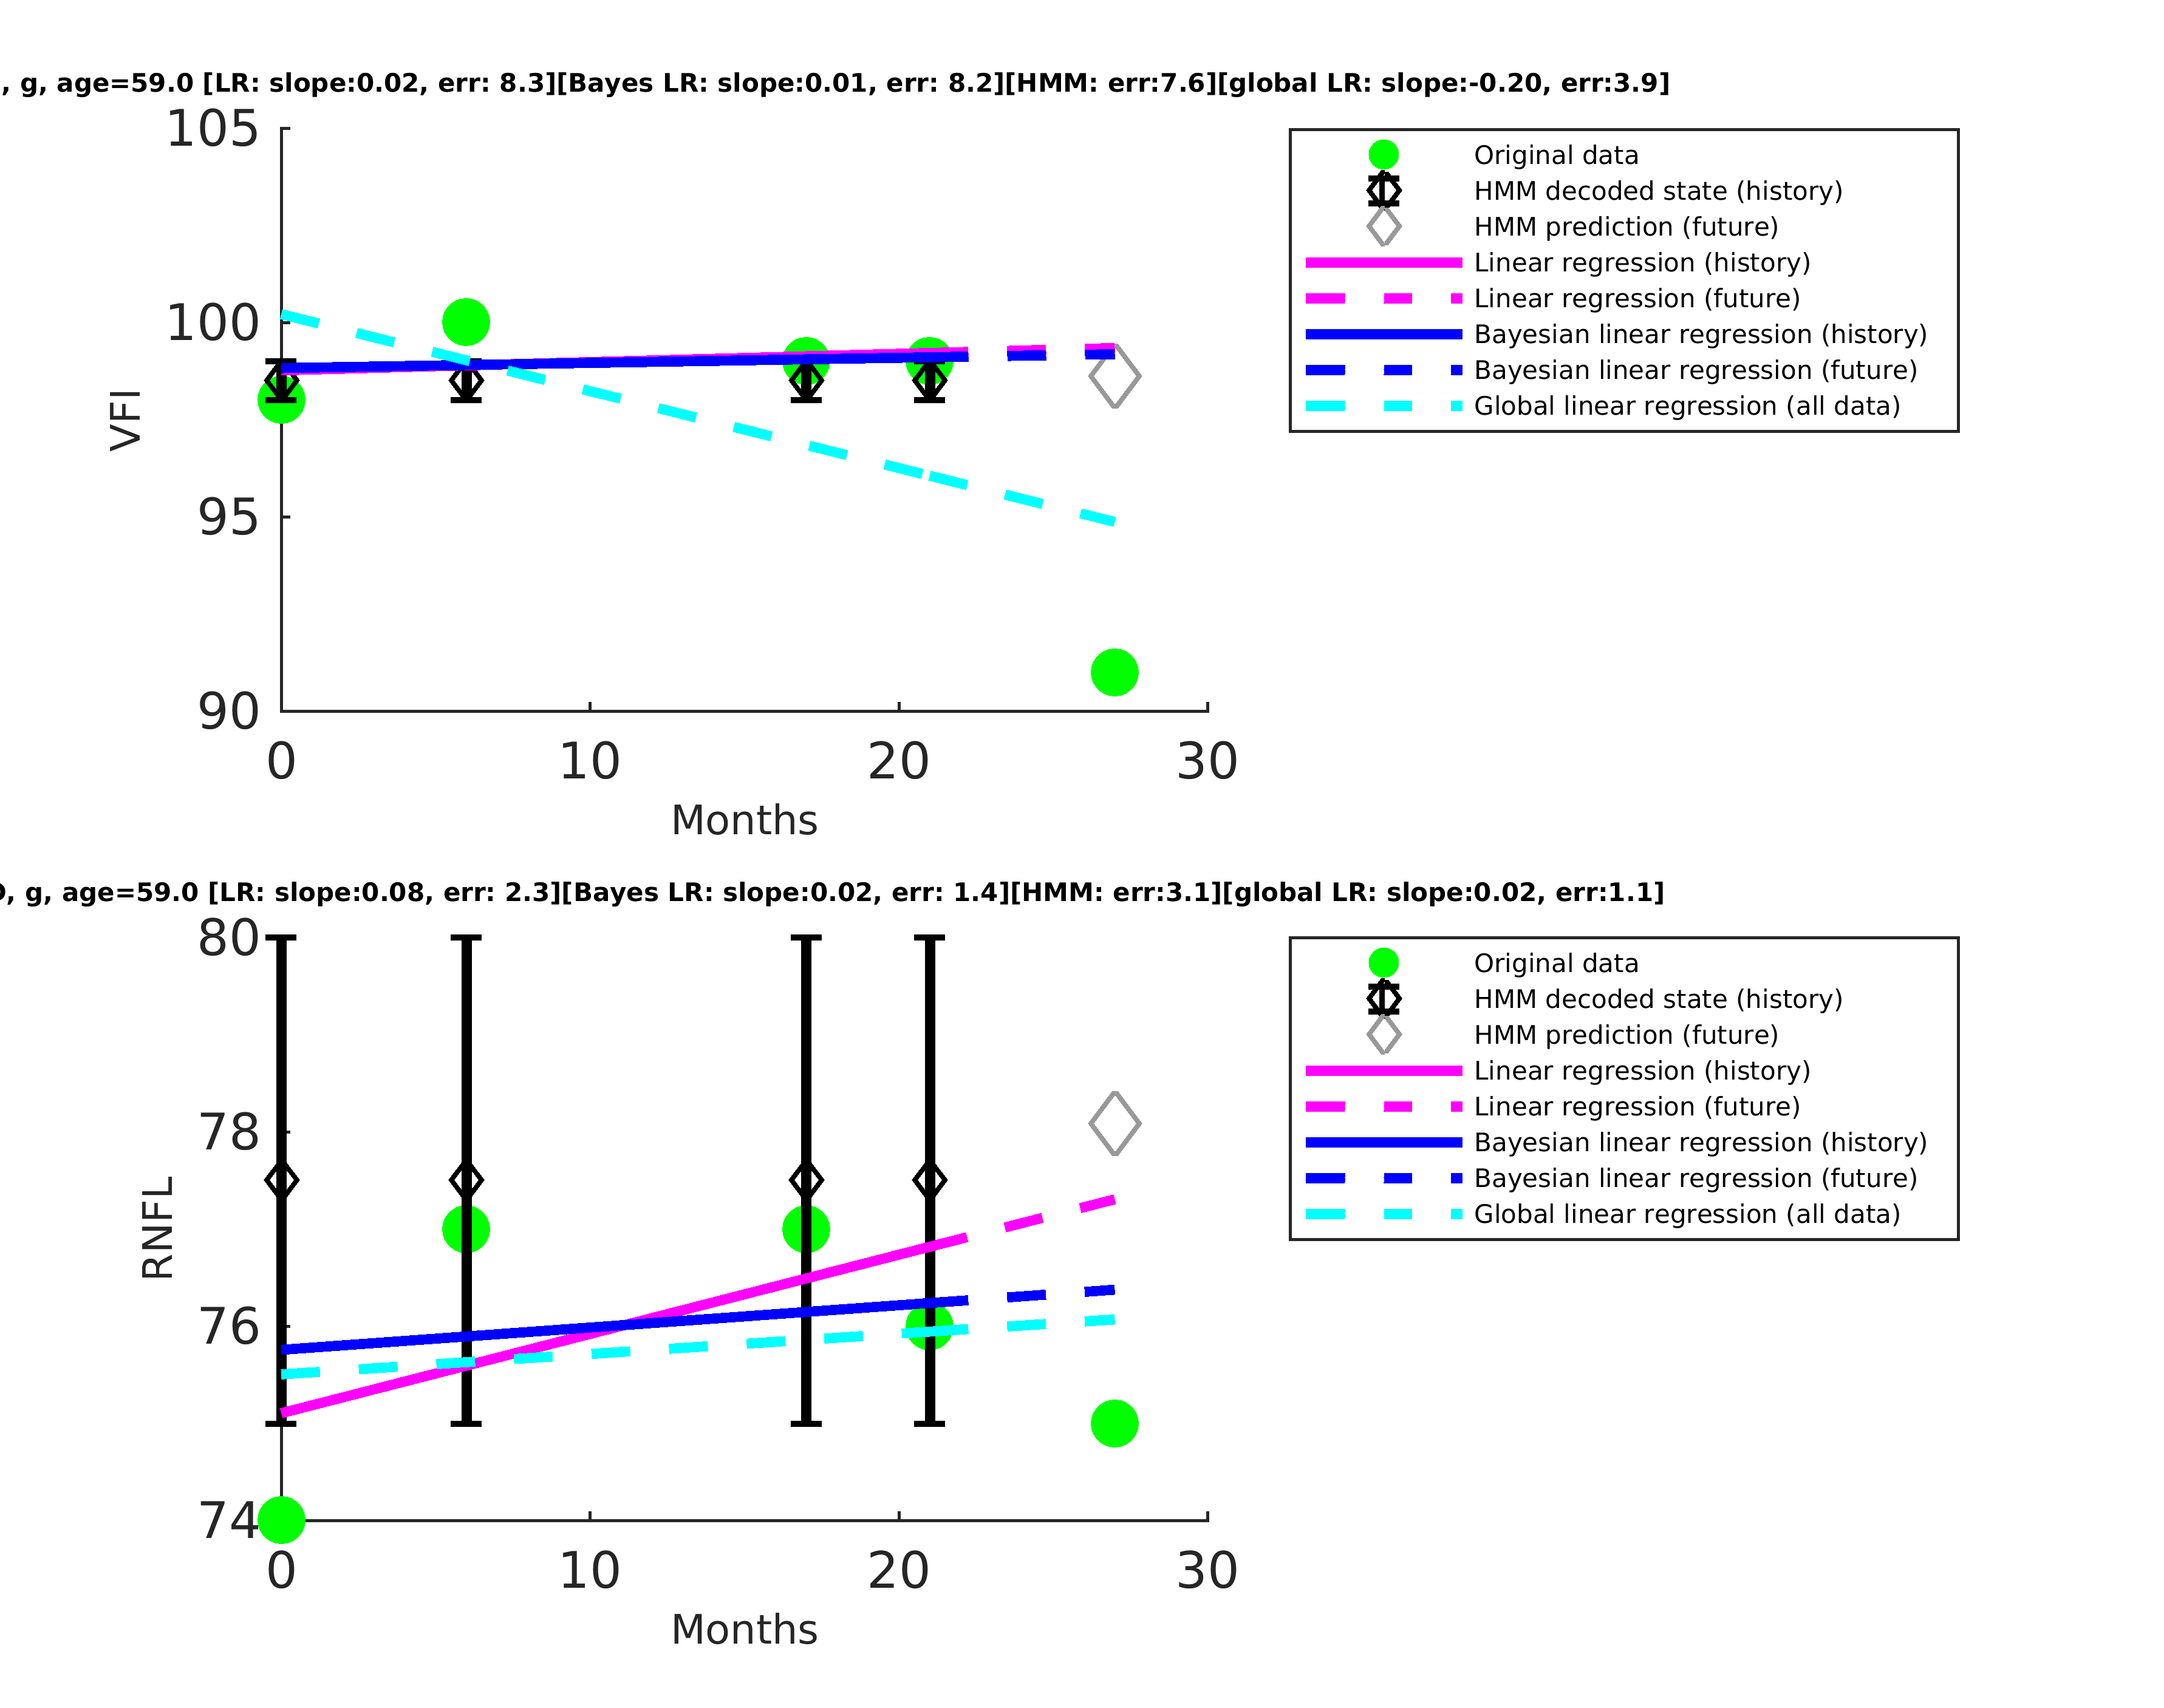 , g, age=59.0 [LR: slope:0.02, err: 8.3][Bayes LR: slope:0.01, err: 8.2][HMM: err:7.6][global LR: slope:-0.20, err:3.9]
105
100
95
90
VFI
0 10 20 30
Months
Original data
HMM decoded state (history)
HMM prediction (future)
Linear regression (history)
Linear regression (future)
Bayesian linear regression (history)
Bayesian linear regression (future)
Global linear regression (all data)
, g, age=59.0 [LR: slope:0.08, err: 2.3][Bayes LR: slope:0.02, err: 1.4][HMM: err:3.1][global LR: slope:0.02, err:1.1]
80
78
76
74
RNFL
0 10 20 30
Months
Original data
HMM decoded state (history)
HMM prediction (future)
Linear regression (history)
Linear regression (future)
Bayesian linear regression (history)
Bayesian linear regression (future)
Global linear regression (all data)